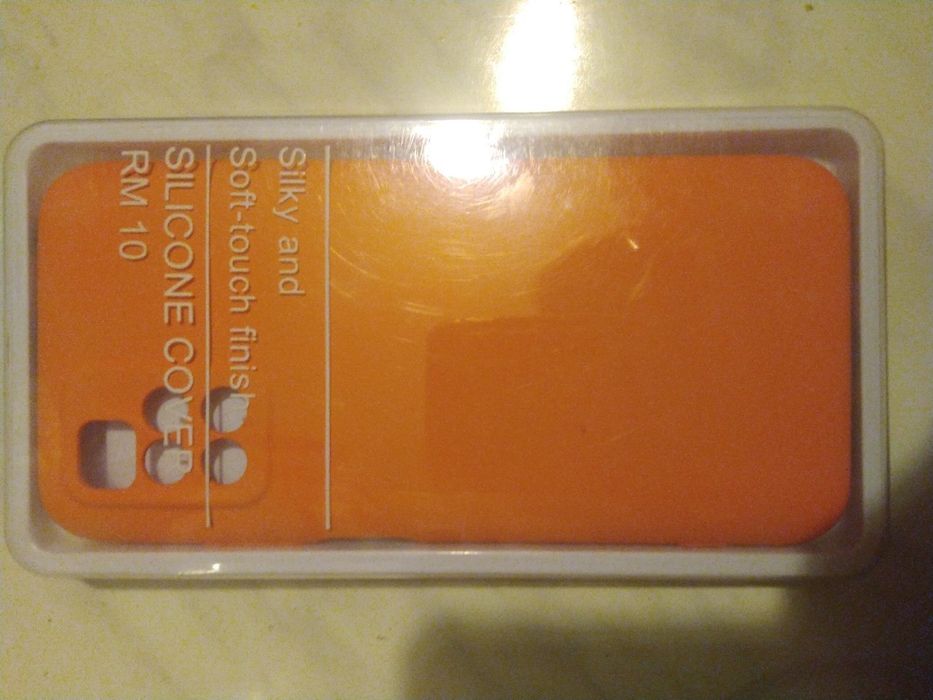 Silky and
Soft-touch finish
SILICONE COVER
RM 10